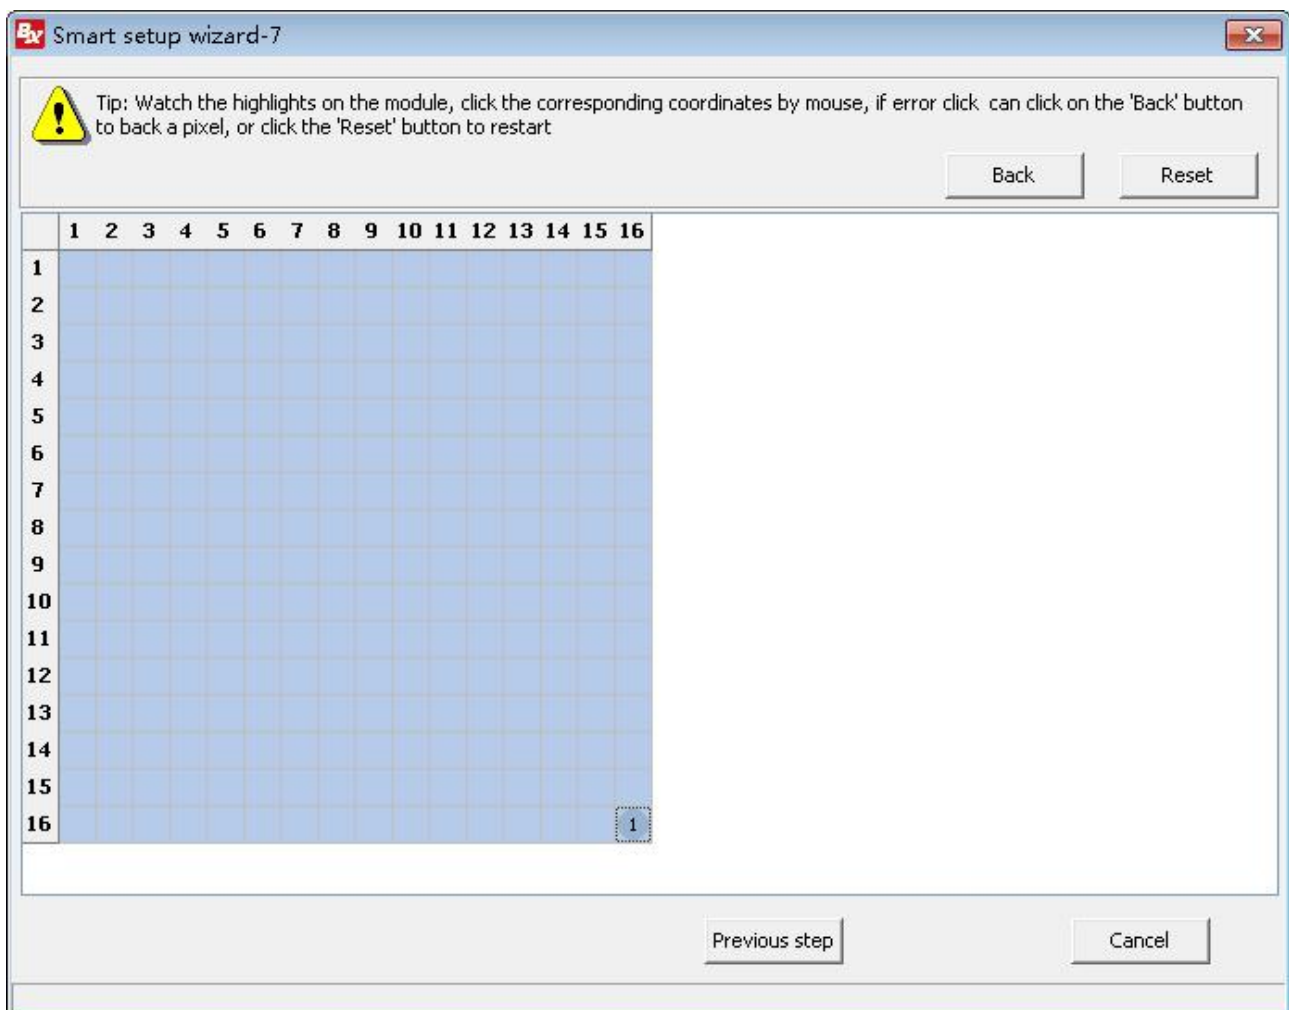 BX Smart setup wizard-7
Tip: Watch the highlights on the module, click the corresponding coordinates by mouse, if error click  can click on the 'Back' button
to back a pixel, or click the 'Reset' button to restart
Back Reset
1 2 3 4 5 6 7 8 9 10 11 12 13 14 15 16
1
2
3
4
5
6
7
8
9
10
11
12
13
14
15
16 1
Previous step Cancel